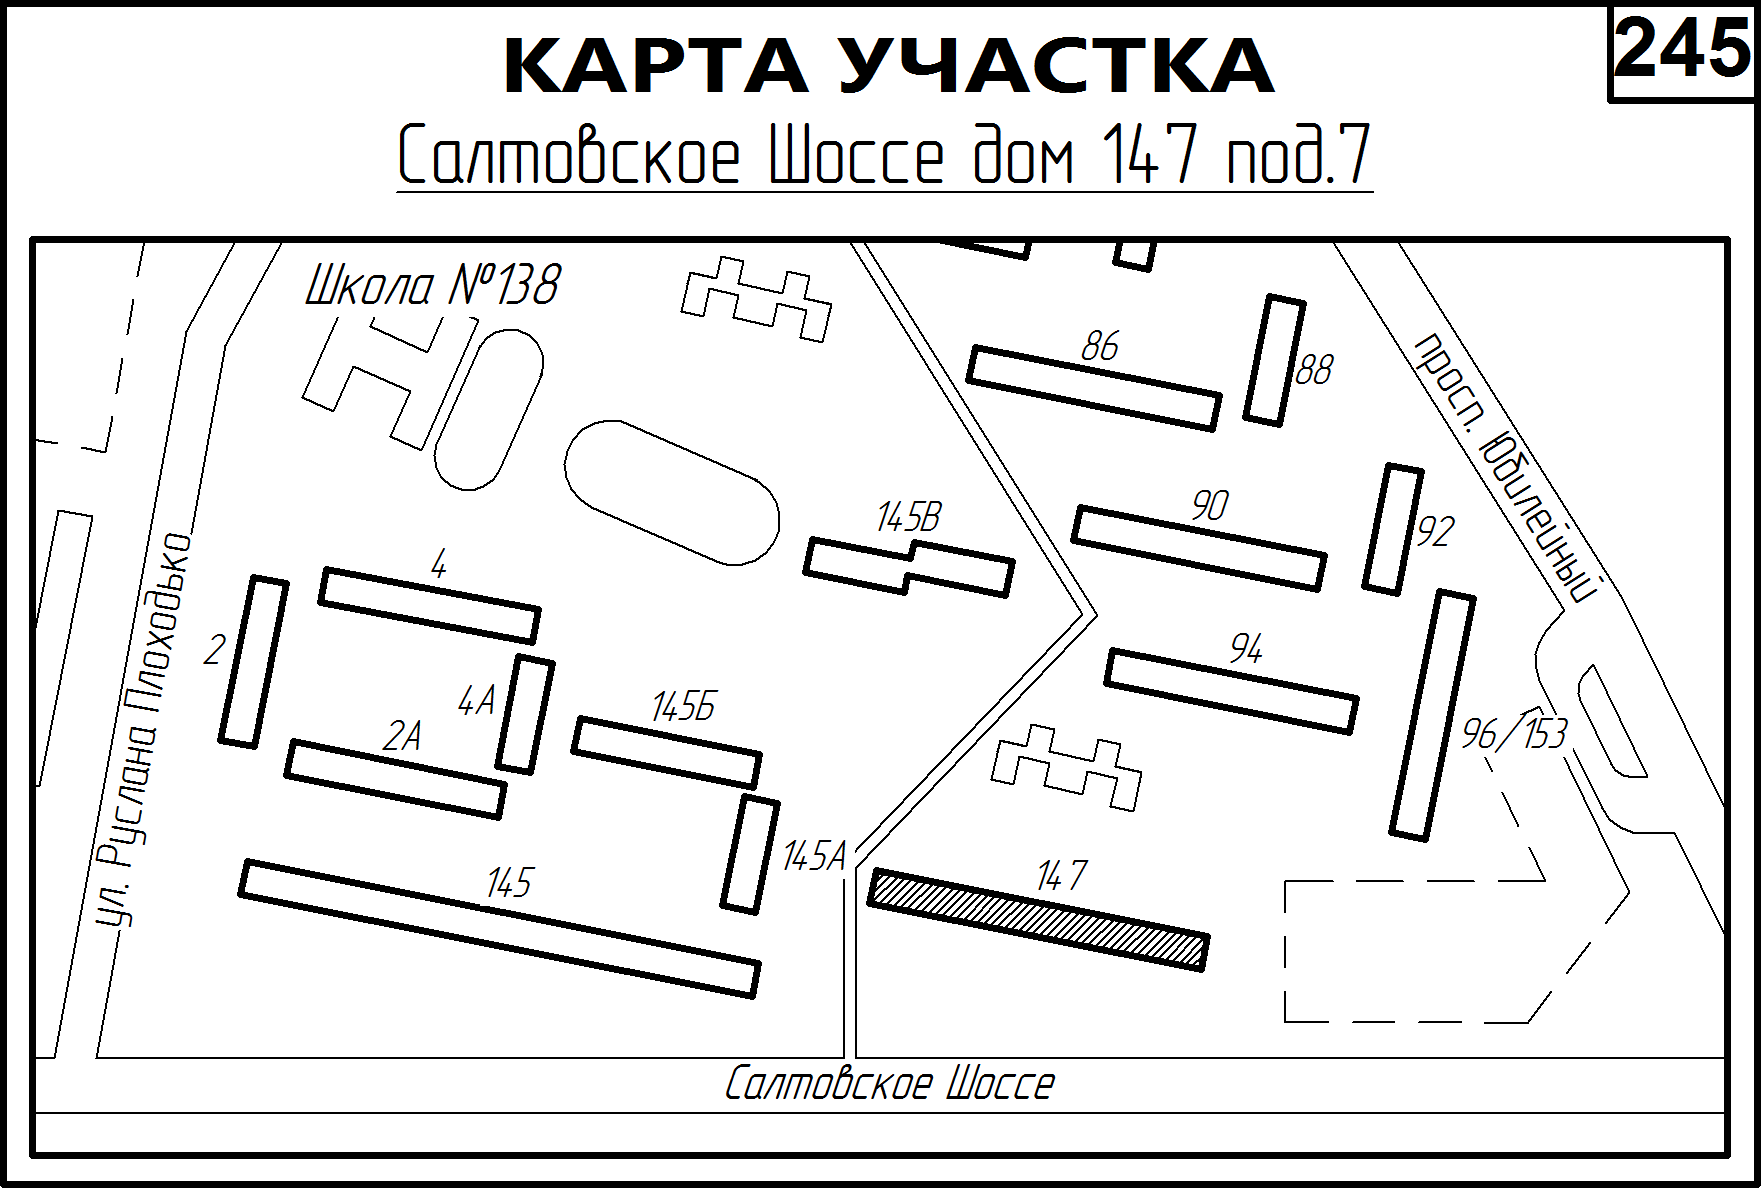 КАРТА УЧАСТКА
245
Салтовское Шоссе дом 147 под.7
Школа №138
86
88
просп. Юбилейный
145В
90
92
4
2
94
4А
145Б
2А
96/153
ул. Руслана Плоходько
145
145А
147
Салтовское Шоссе